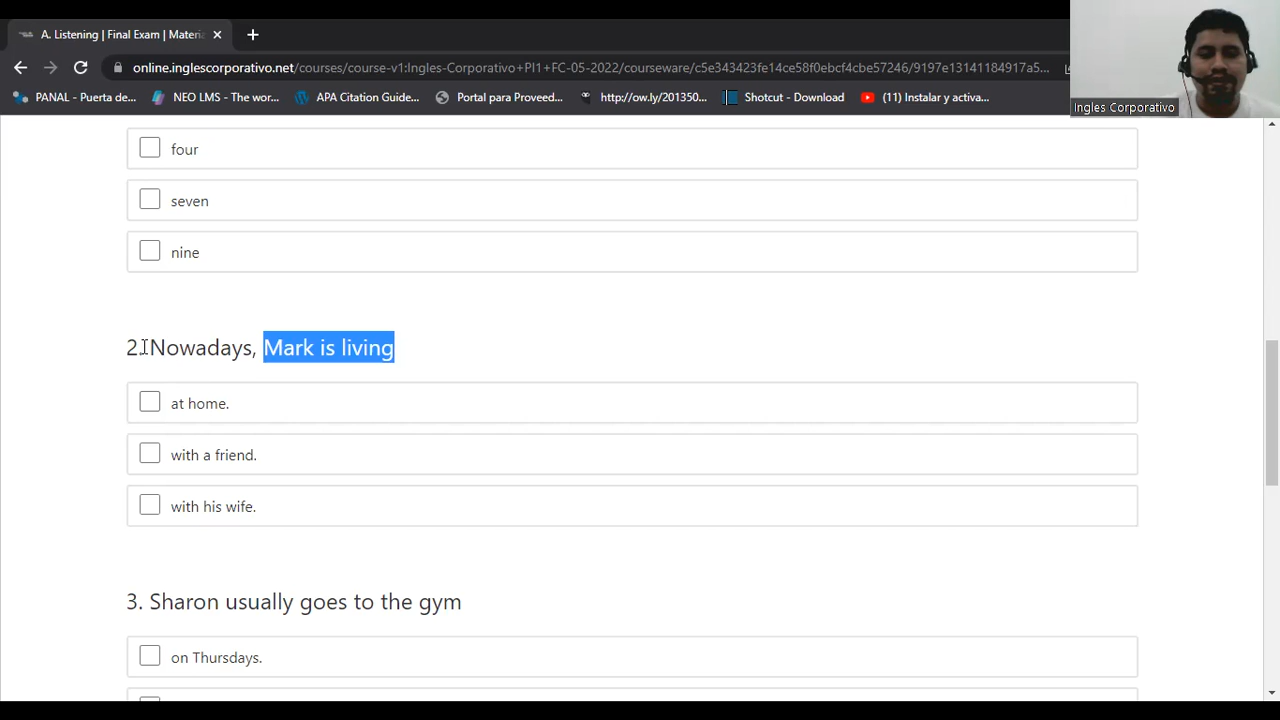 A. Listening | Final Exam | Materi
online.inglescorporativo.net/courses/course-v1:Ingles-Corporativo+PI1+FC-05-2022/courseware/c5e343423fe14ce58f0ebcf4cbe57246/9197e13141184917a5...
PANAL - Puerta de... NEO LMS - The wor... APA Citation Guide... Portal para Proveed... http://ow.ly/201350... Shotcut - Download (11) Instalar y activa...
Ingles Corporativo
four
seven
nine
2. Nowadays, Mark is living
at home.
with a friend.
with his wife.
3. Sharon usually goes to the gym
on Thursdays.